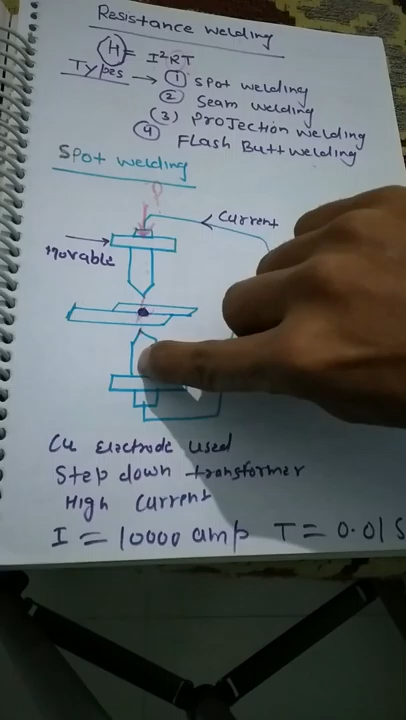 Resistance welding
H = I²RT
Types → ① Spot welding
② Seam welding
(3) Projection welding
④ Flash Butt welding
Spot welding
P
Current
Movable
Cu Electrode used
Step down transformer
High Current
I = 10000 amp T = 0.01 S